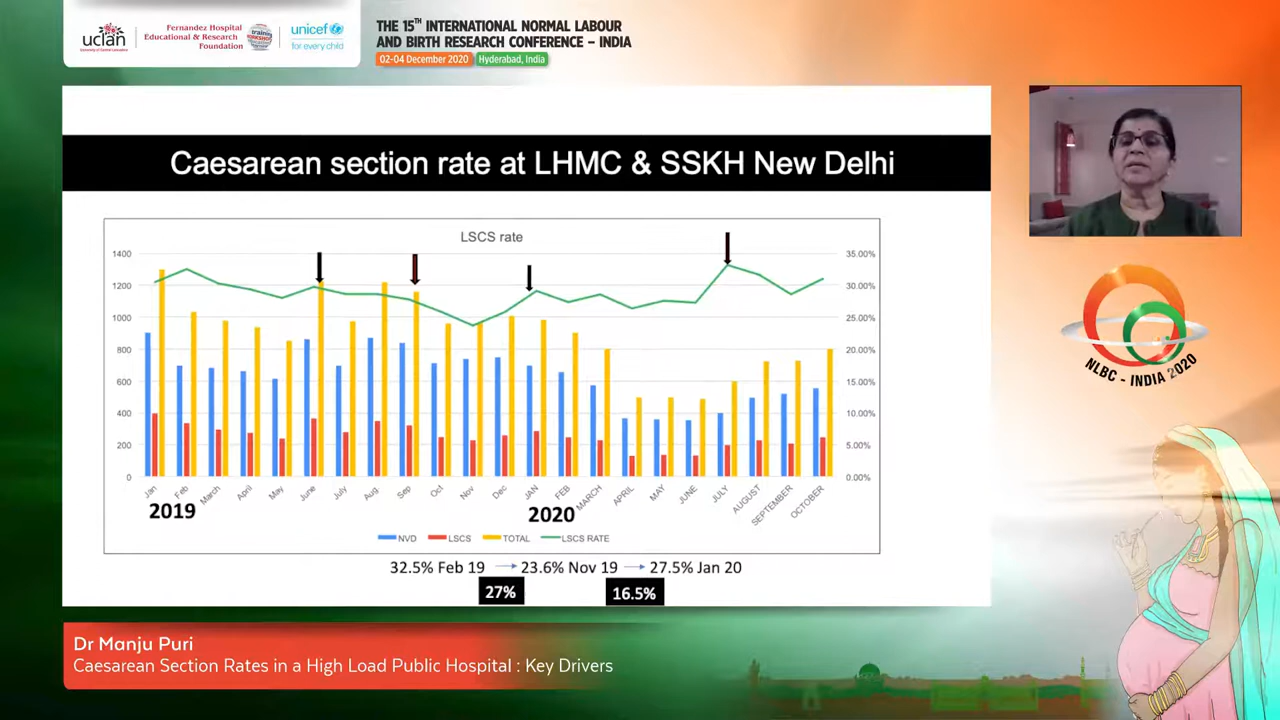 uclan
University of Central Lancashire
Fernandez Hospital
Educational & Research
Foundation
unicef
for every child
THE 15TH INTERNATIONAL NORMAL LABOUR
AND BIRTH RESEARCH CONFERENCE – INDIA
02-04 December 2020
Hyderabad, India
Caesarean section rate at LHMC & SSKH New Delhi
LSCS rate
1400
1200
1000
800
600
400
200
0
35.00%
30.00%
25.00%
20.00%
15.00%
10.00%
5.00%
0.00%
Jan
Feb
March
April
May
June
July
Aug
Sep
Oct
Nov
Dec
JAN
FEB
MARCH
APRIL
MAY
JUNE
JULY
AUGUST
SEPTEMBER
OCTOBER
2019
2020
NVD LSCS TOTAL LSCS RATE
32.5% Feb 19 → 23.6% Nov 19 → 27.5% Jan 20
27% 16.5%
NLBC - INDIA 2020
Dr Manju Puri
Caesarean Section Rates in a High Load Public Hospital : Key Drivers